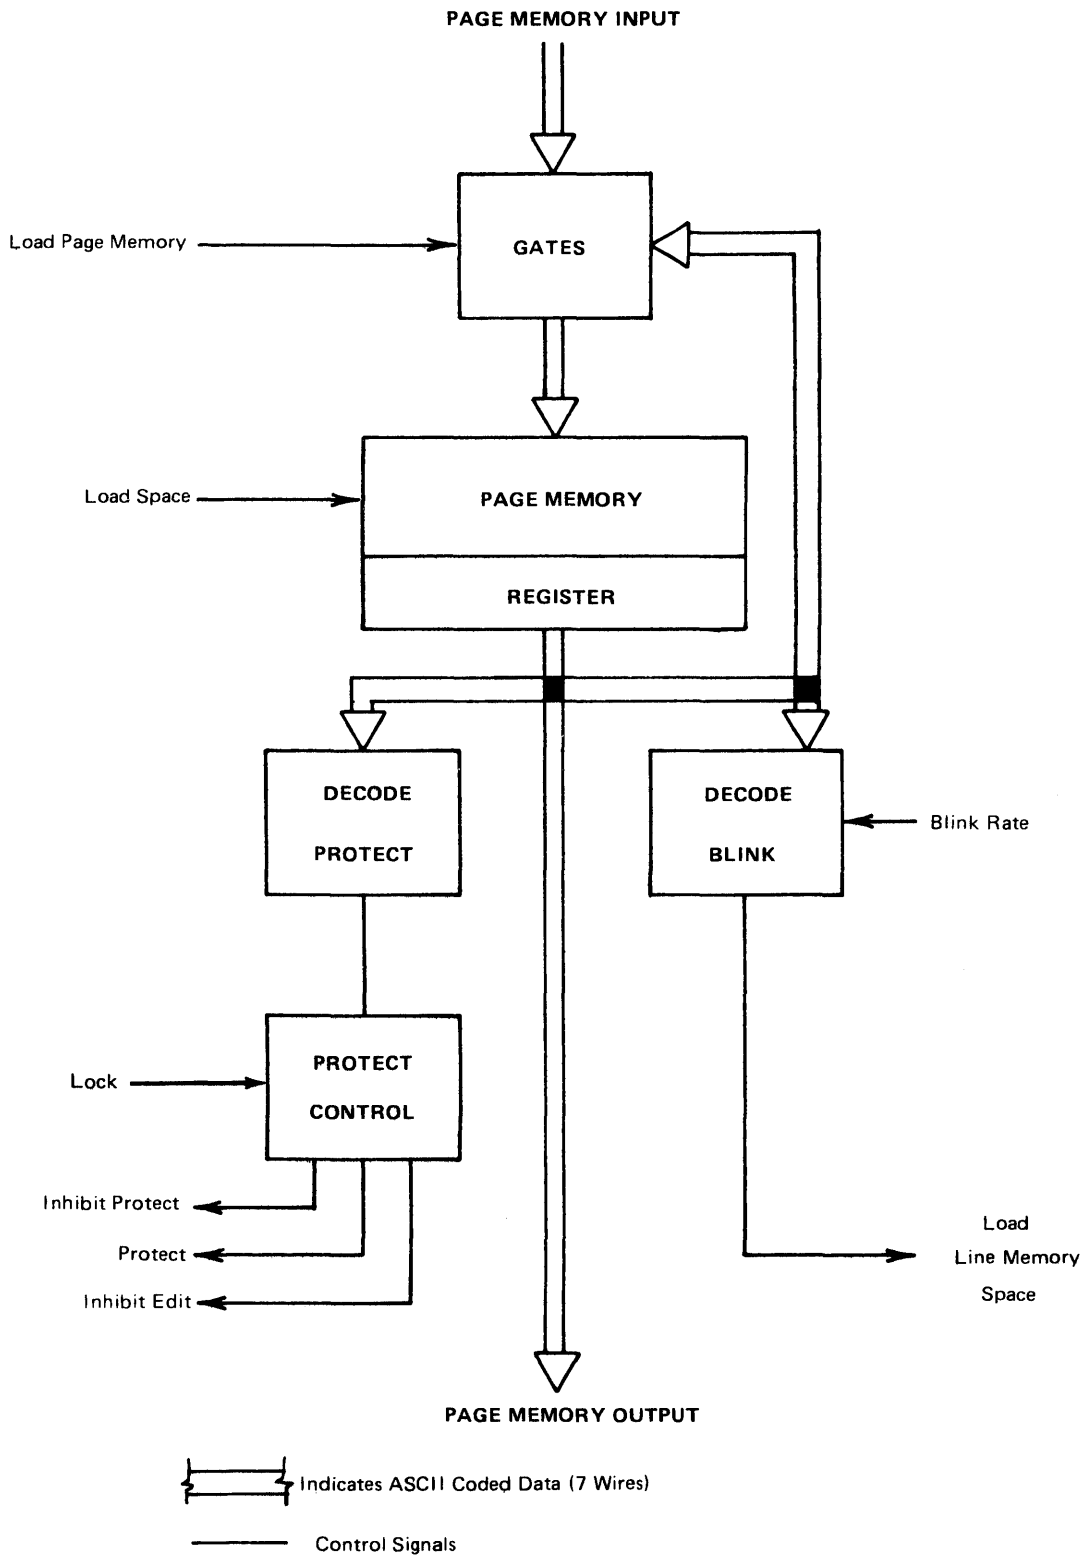 PAGE MEMORY INPUT
Load Page Memory
GATES
Load Space
PAGE MEMORY
REGISTER
DECODE
PROTECT
DECODE
BLINK
Blink Rate
Lock
PROTECT
CONTROL
Inhibit Protect
Protect
Inhibit Edit
Load
Line Memory
Space
PAGE MEMORY OUTPUT
Indicates ASCII Coded Data (7 Wires)
Control Signals